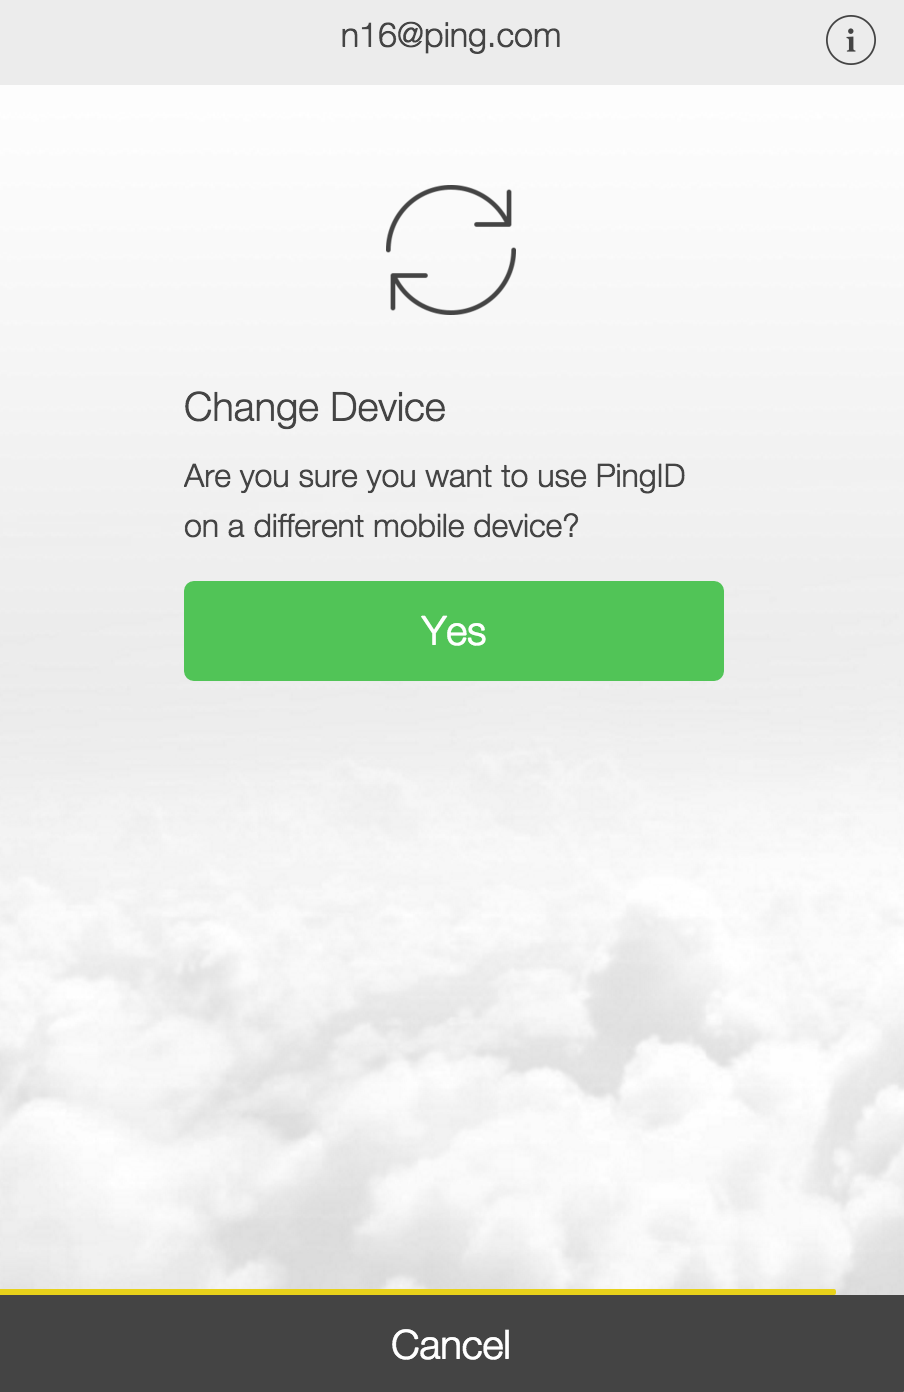 n16@ping.com
i
Change Device
Are you sure you want to use PingID
on a different mobile device?
Yes
Cancel